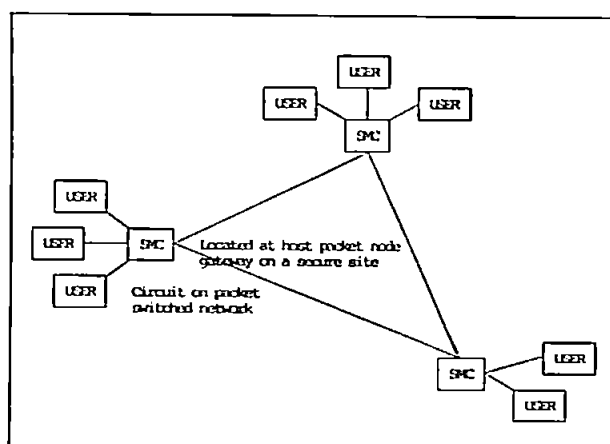 USER
USER
USER
SMC
USER
USER
SMC
USER
Located at host packet node
gateway on a secure site
Circuit on packet
switched network
SMC
USER
USER